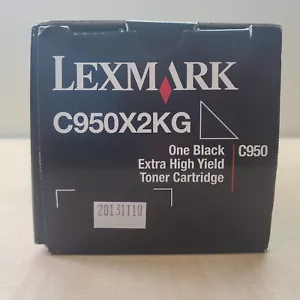 LEXMARK
C950X2KG
One Black
Extra High Yield
Toner Cartridge
C950
20131110